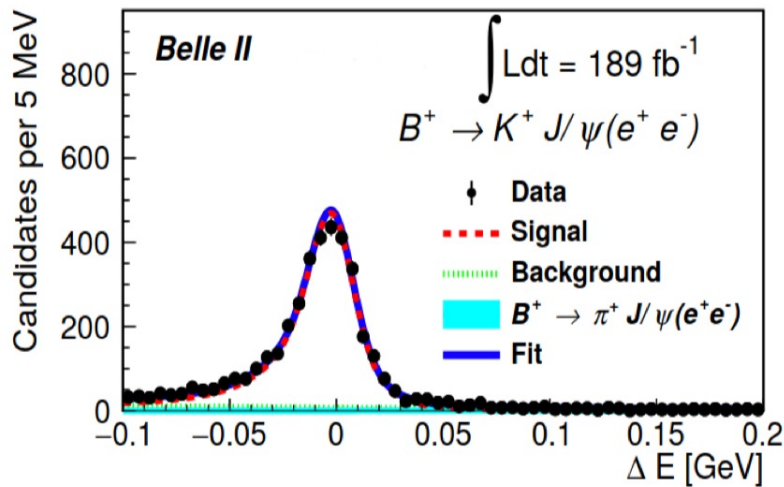 Belle II
∫Ldt = 189 fb⁻¹
B⁺ → K⁺ J/ψ(e⁺ e⁻)
Data
Signal
Background
B⁺ → π⁺ J/ψ(e⁺e⁻)
Fit
Candidates per 5 MeV
800
600
400
200
0
−0.1 −0.05 0 0.05 0.1 0.15 0.2
Δ E [GeV]